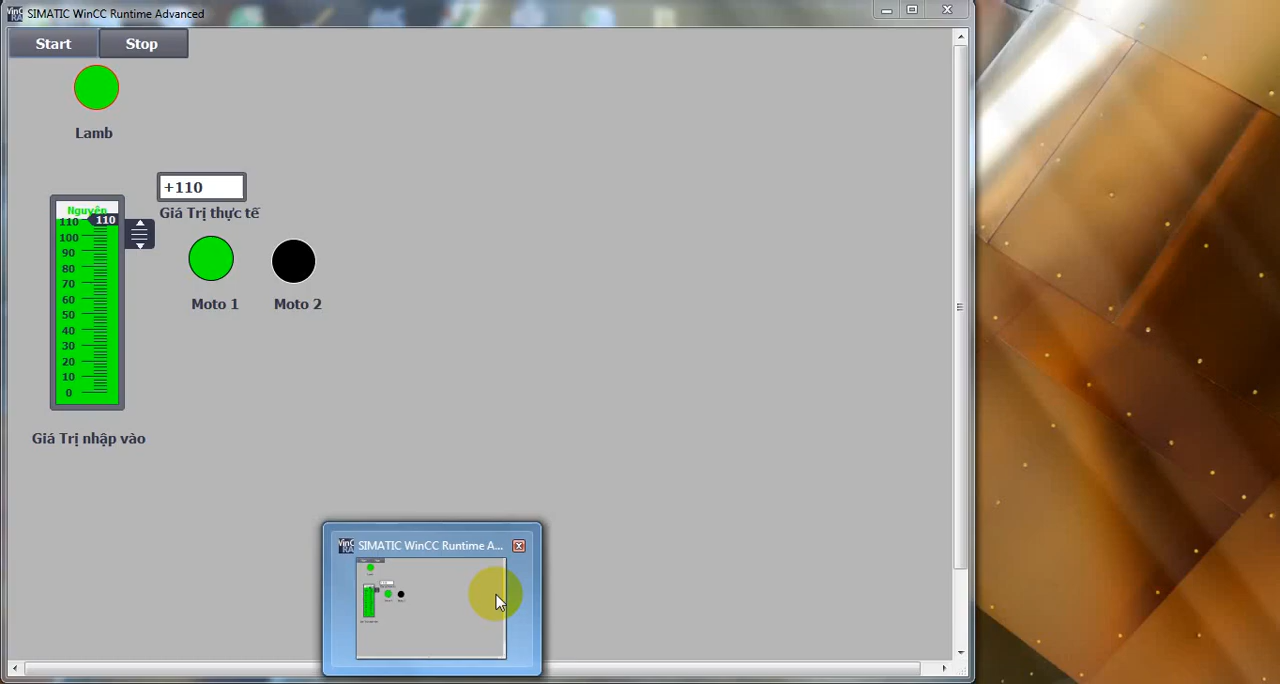 SIMATIC WinCC Runtime Advanced
Start Stop
Lamb
+110
Giá Trị thực tế
Nguyên
110 110
100
90
80
70
60
50
40
30
20
10
0
Moto 1 Moto 2
Giá Trị nhập vào
SIMATIC WinCC Runtime A...